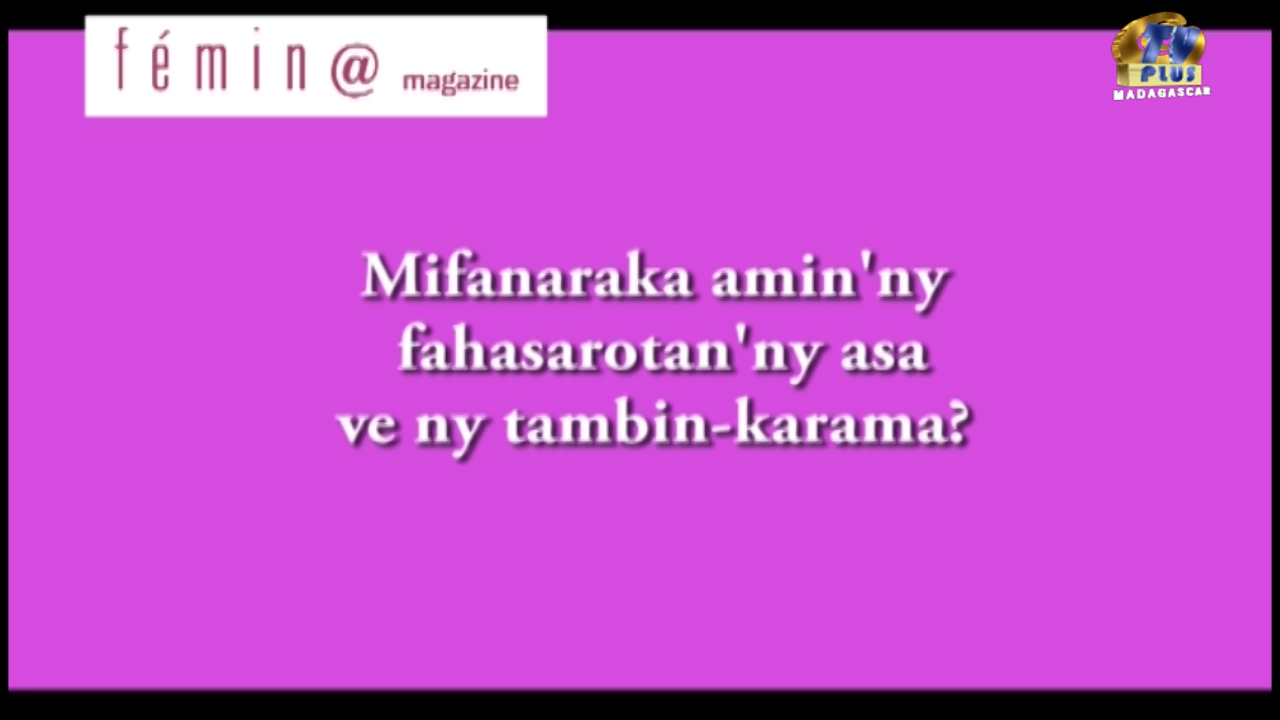 fémin@ magazine
TV
PLUS
MADAGASCAR
Mifanaraka amin'ny
fahasarotan'ny asa
ve ny tambin-karama?